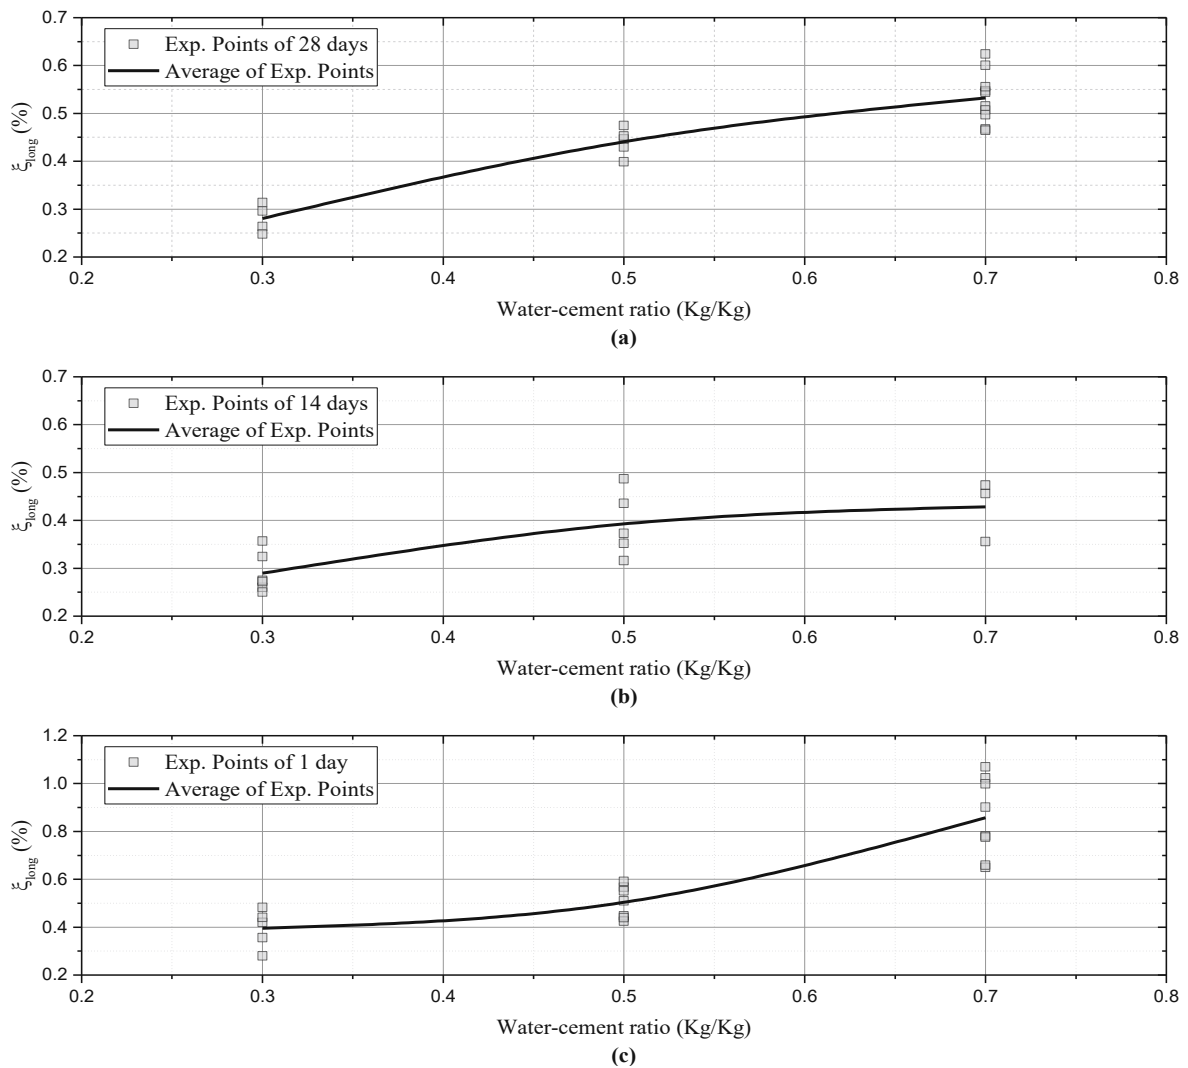 0.7
0.6
0.5
0.4
0.3
0.2
ξlong (%)
Exp. Points of 28 days
Average of Exp. Points
0.2 0.3 0.4 0.5 0.6 0.7 0.8
Water-cement ratio (Kg/Kg)
(a)
0.7
0.6
0.5
0.4
0.3
0.2
ξlong (%)
Exp. Points of 14 days
Average of Exp. Points
0.2 0.3 0.4 0.5 0.6 0.7 0.8
Water-cement ratio (Kg/Kg)
(b)
1.2
1.0
0.8
0.6
0.4
0.2
ξlong (%)
Exp. Points of 1 day
Average of Exp. Points
0.2 0.3 0.4 0.5 0.6 0.7 0.8
Water-cement ratio (Kg/Kg)
(c)